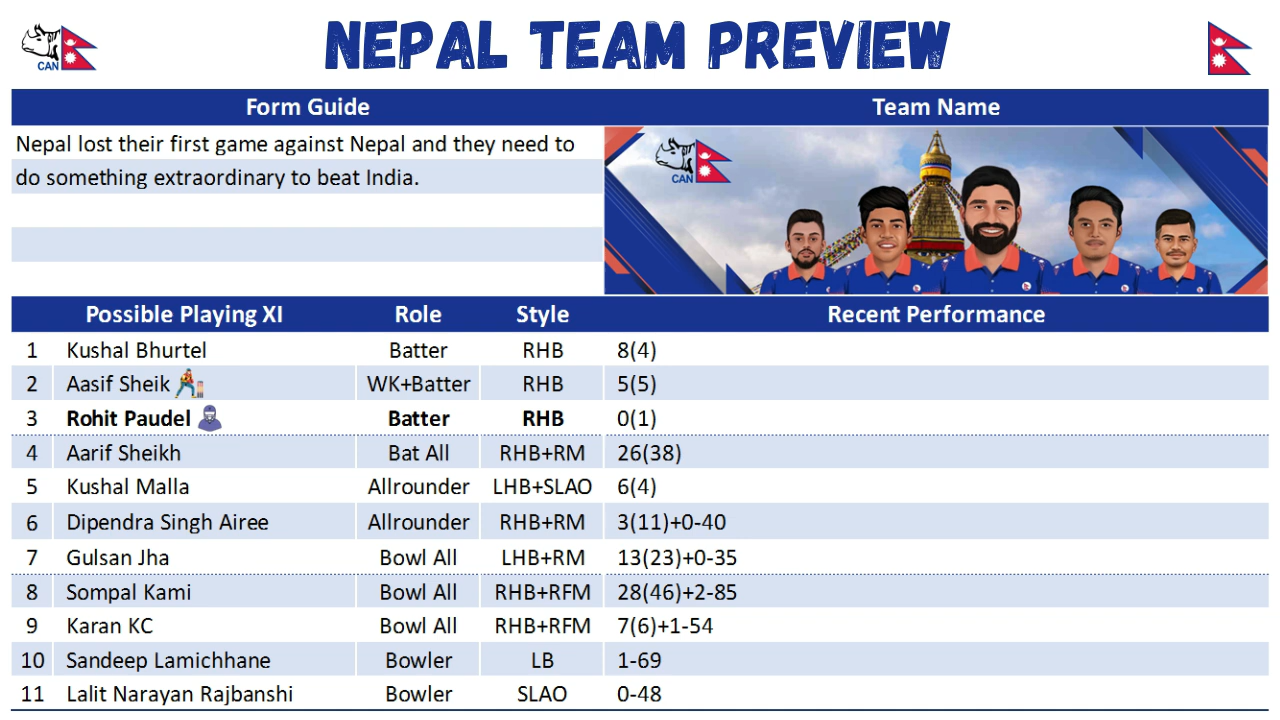 CAN
NEPAL TEAM PREVIEW
Form Guide Team Name
Nepal lost their first game against Nepal and they need to
do something extraordinary to beat India.
CAN
Possible Playing XI Role Style Recent Performance
1 Kushal Bhurtel Batter RHB 8(4)
2 Aasif Sheik WK+Batter RHB 5(5)
3 Rohit Paudel Batter RHB 0(1)
4 Aarif Sheikh Bat All RHB+RM 26(38)
5 Kushal Malla Allrounder LHB+SLAO 6(4)
6 Dipendra Singh Airee Allrounder RHB+RM 3(11)+0-40
7 Gulsan Jha Bowl All LHB+RM 13(23)+0-35
8 Sompal Kami Bowl All RHB+RFM 28(46)+2-85
9 Karan KC Bowl All RHB+RFM 7(6)+1-54
10 Sandeep Lamichhane Bowler LB 1-69
11 Lalit Narayan Rajbanshi Bowler SLAO 0-48